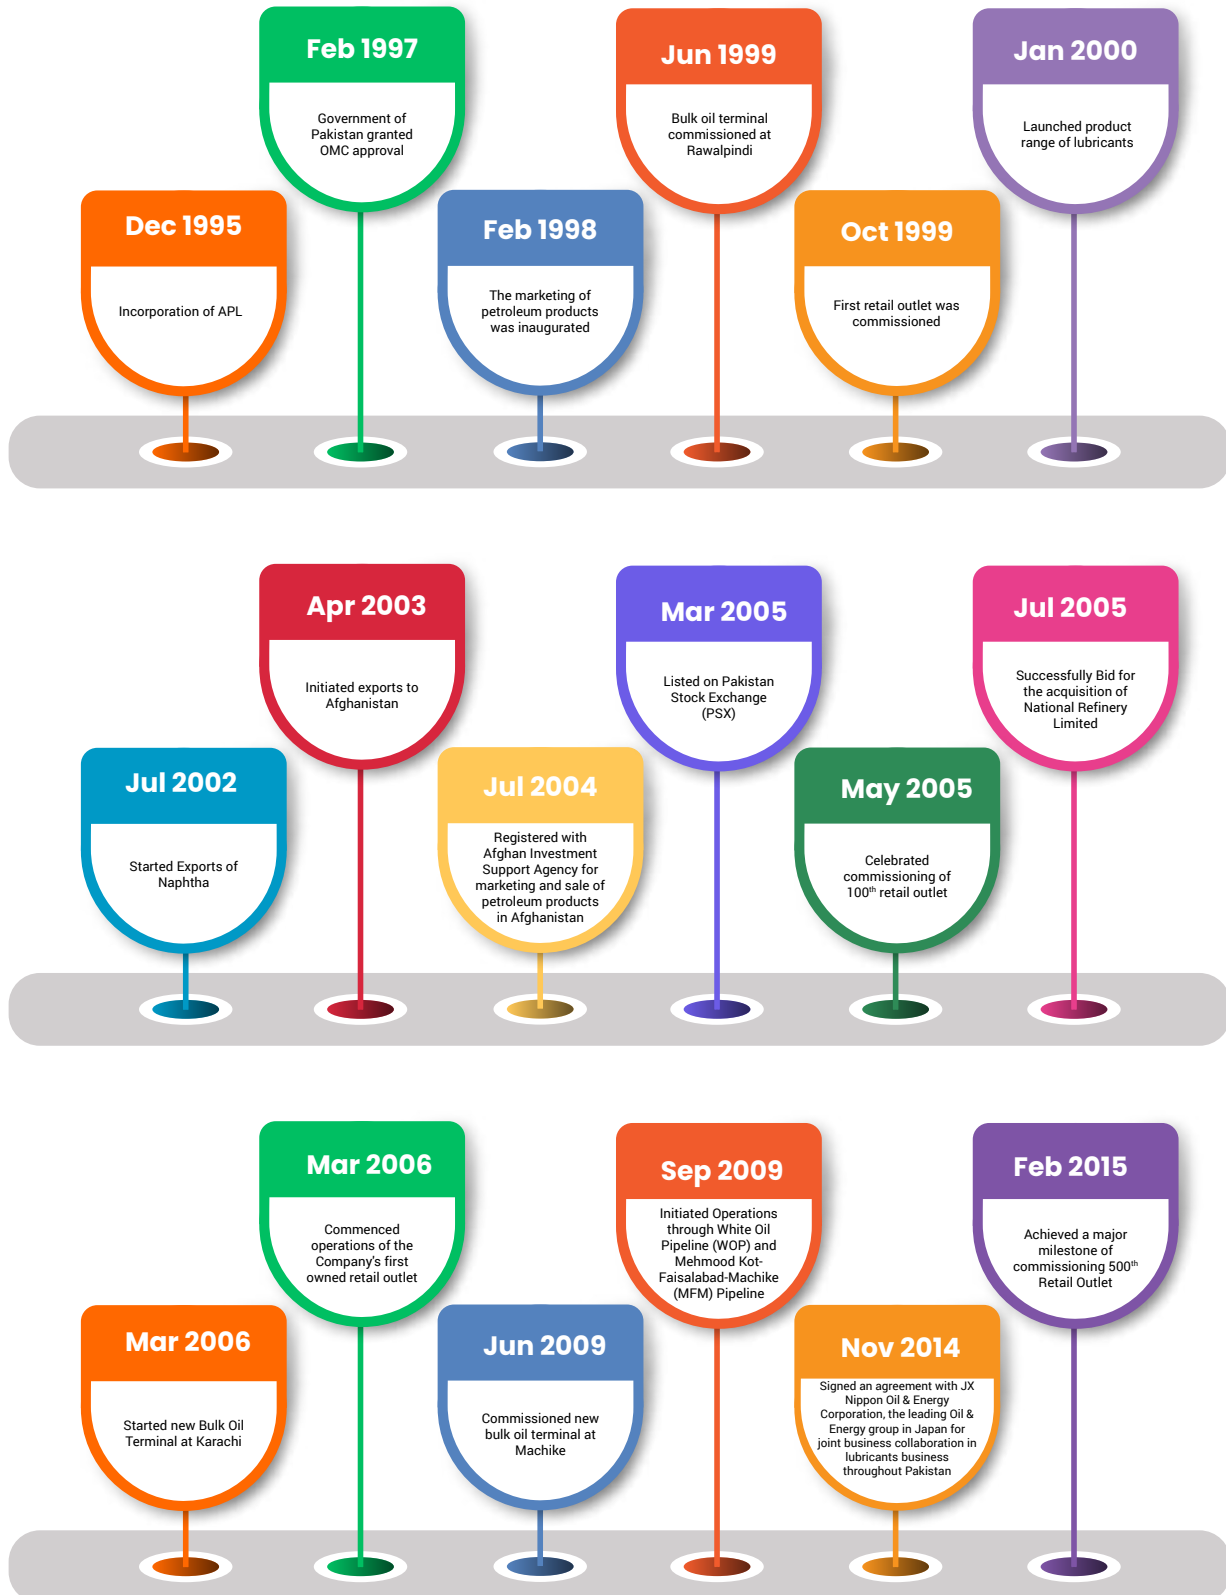 Dec 1995
Incorporation of APL
Feb 1997
Government of
Pakistan granted
OMC approval
Feb 1998
The marketing of
petroleum products
was inaugurated
Jun 1999
Bulk oil terminal
commissioned at
Rawalpindi
Oct 1999
First retail outlet was
commissioned
Jan 2000
Launched product
range of lubricants
Jul 2002
Started Exports of
Naphtha
Apr 2003
Initiated exports to
Afghanistan
Jul 2004
Registered with
Afghan Investment
Support Agency for
marketing and sale of
petroleum products
in Afghanistan
Mar 2005
Listed on Pakistan
Stock Exchange
(PSX)
May 2005
Celebrated
commissioning of
100th retail outlet
Jul 2005
Successfully Bid for
the acquisition of
National Refinery
Limited
Mar 2006
Started new Bulk Oil
Terminal at Karachi
Mar 2006
Commenced
operations of the
Company's first
owned retail outlet
Jun 2009
Commissioned new
bulk oil terminal at
Machike
Sep 2009
Initiated Operations
through White Oil
Pipeline (WOP) and
Mehmood Kot-
Faisalabad-Machike
(MFM) Pipeline
Nov 2014
Signed an agreement with JX
Nippon Oil & Energy
Corporation, the leading Oil &
Energy group in Japan for
joint business collaboration in
lubricants business
throughout Pakistan
Feb 2015
Achieved a major
milestone of
commissioning 500th
Retail Outlet